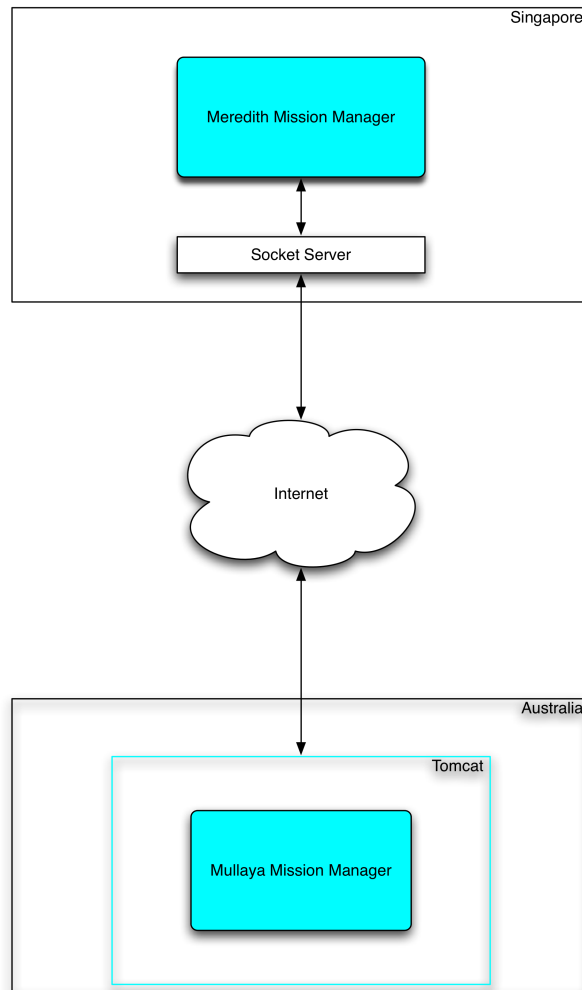 Singapore
Meredith Mission Manager
Socket Server
Internet
Australia
Tomcat
Mullaya Mission Manager